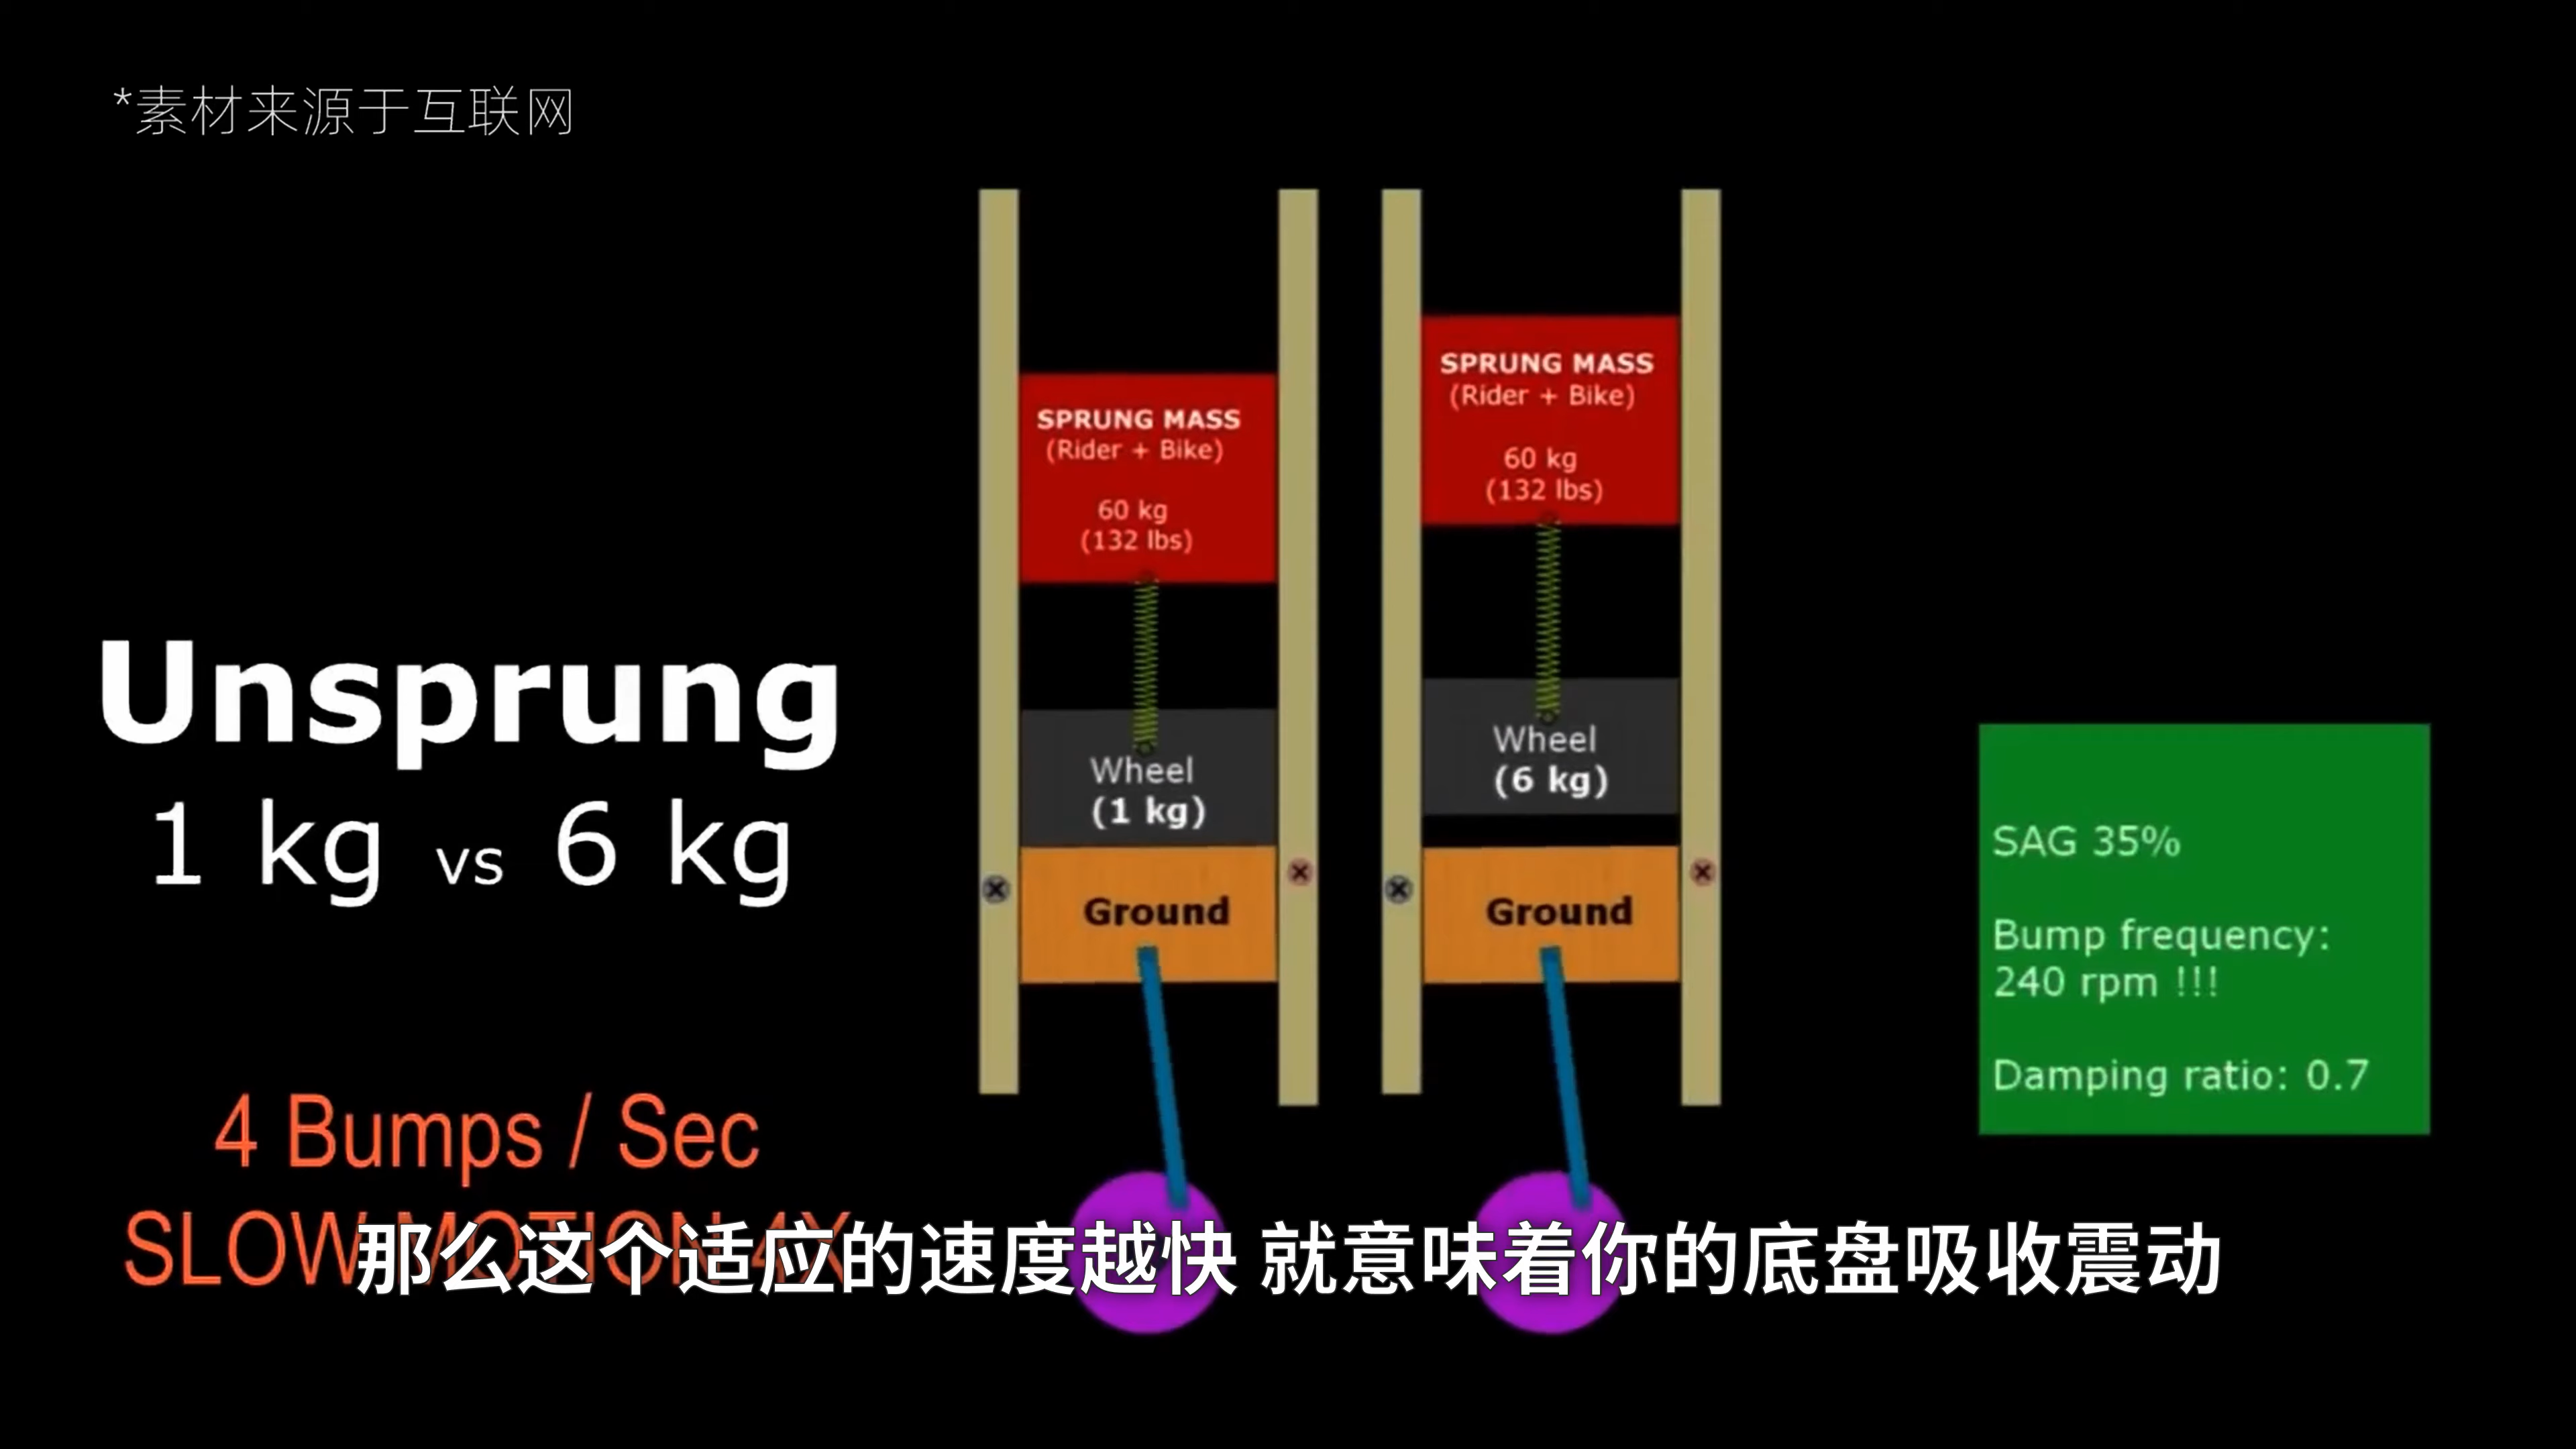 *素材来源于互联网
SPRUNG MASS
(Rider + Bike)
60 kg
(132 lbs)
SPRUNG MASS
(Rider + Bike)
60 kg
(132 lbs)
Unsprung
1 kg vs 6 kg
Wheel
(1 kg)
Wheel
(6 kg)
Ground
Ground
SAG 35%
Bump frequency:
240 rpm !!!
Damping ratio: 0.7
4 Bumps / Sec
SLOW MOTION 4X
那么这个适应的速度越快 就意味着你的底盘吸收震动